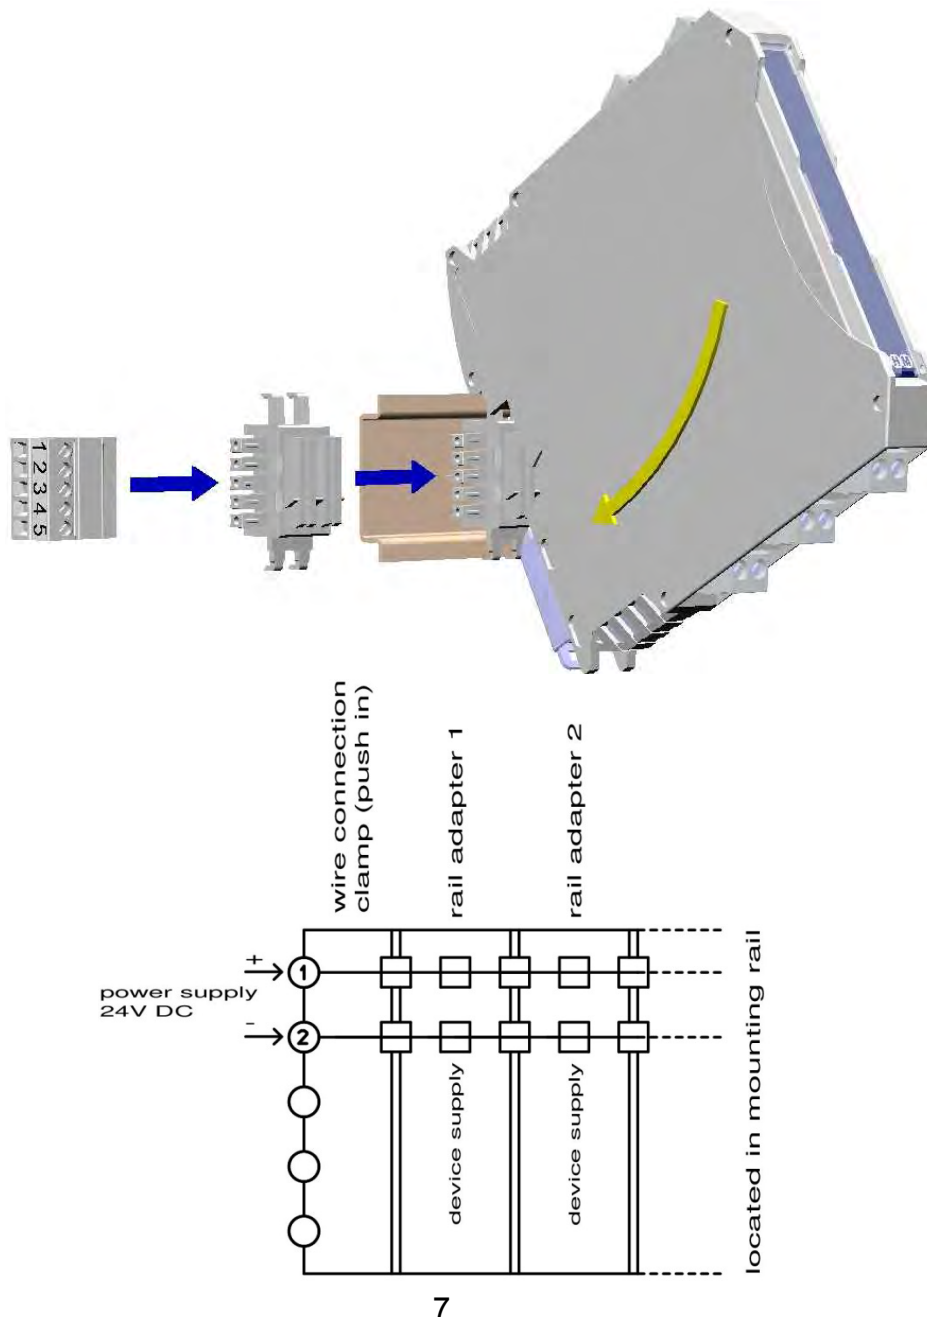 1 2 3 4 5
wire connection
clamp (push in)
rail adapter 1
rail adapter 2
+
1
power supply
24V DC
-
2
device supply
device supply
located in mounting rail
7